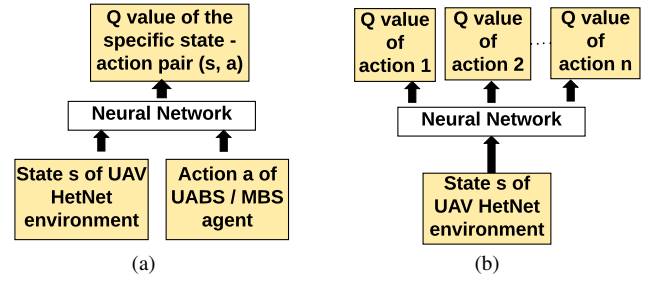 Q value of the
specific state -
action pair (s, a)
Neural Network
State s of UAV
HetNet
environment
Action a of
UABS / MBS
agent
(a)
Q value
of
action 1
Q value
of
action 2
.....
Q value
of
action n
Neural Network
State s of
UAV HetNet
environment
(b)